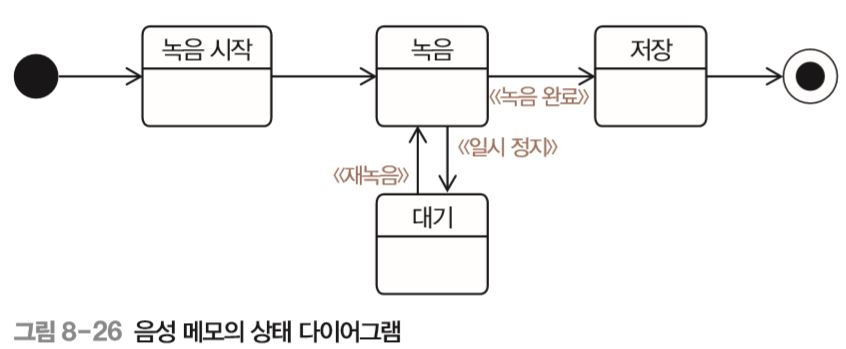 녹음 시작
녹음
저장
《녹음 완료》
《일시 정지》
《재녹음》
대기
그림 8-26 음성 메모의 상태 다이어그램